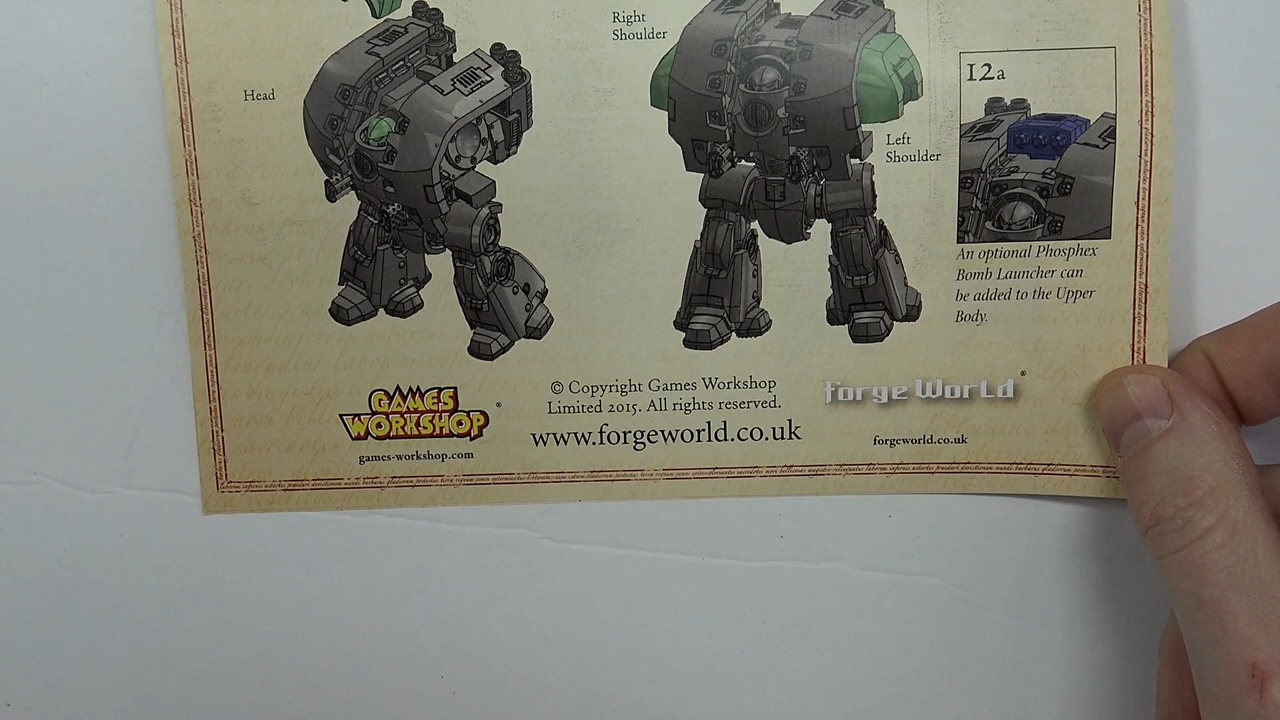 Right
Shoulder
Head
Left
Shoulder
12a
An optional Phosphex
Bomb Launcher can
be added to the Upper
Body.
GAMES
WORKSHOP
®
games-workshop.com
© Copyright Games Workshop
Limited 2015. All rights reserved.
www.forgeworld.co.uk
forge World
®
forgeworld.co.uk